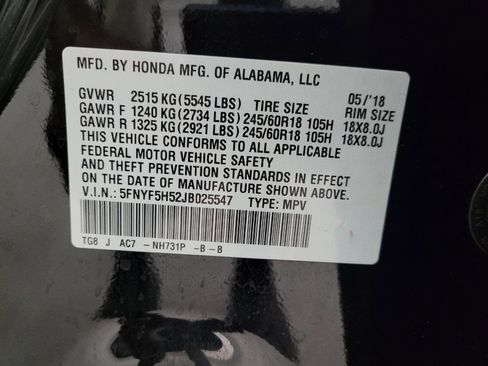 MFD. BY HONDA MFG. OF ALABAMA, LLC
05/'18
GVWR 2515 KG(5545 LBS) TIRE SIZE RIM SIZE
GAWR F 1240 KG(2734 LBS)245/60R18 105H 18X8.0J
GAWR R 1325 KG(2921 LBS)245/60R18 105H 18X8.0J
THIS VEHICLE CONFORMS TO ALL APPLICABLE
FEDERAL MOTOR VEHICLE SAFETY
AND THEFT PREVENTION STANDARDS IN EFFECT
ON THE DATE OF MANUFACTURE SHOWN ABOVE.
V.I.N.: 5FNYF5H52JB025547 TYPE: MPV
TG8 J AC7 -NH731P -B -B